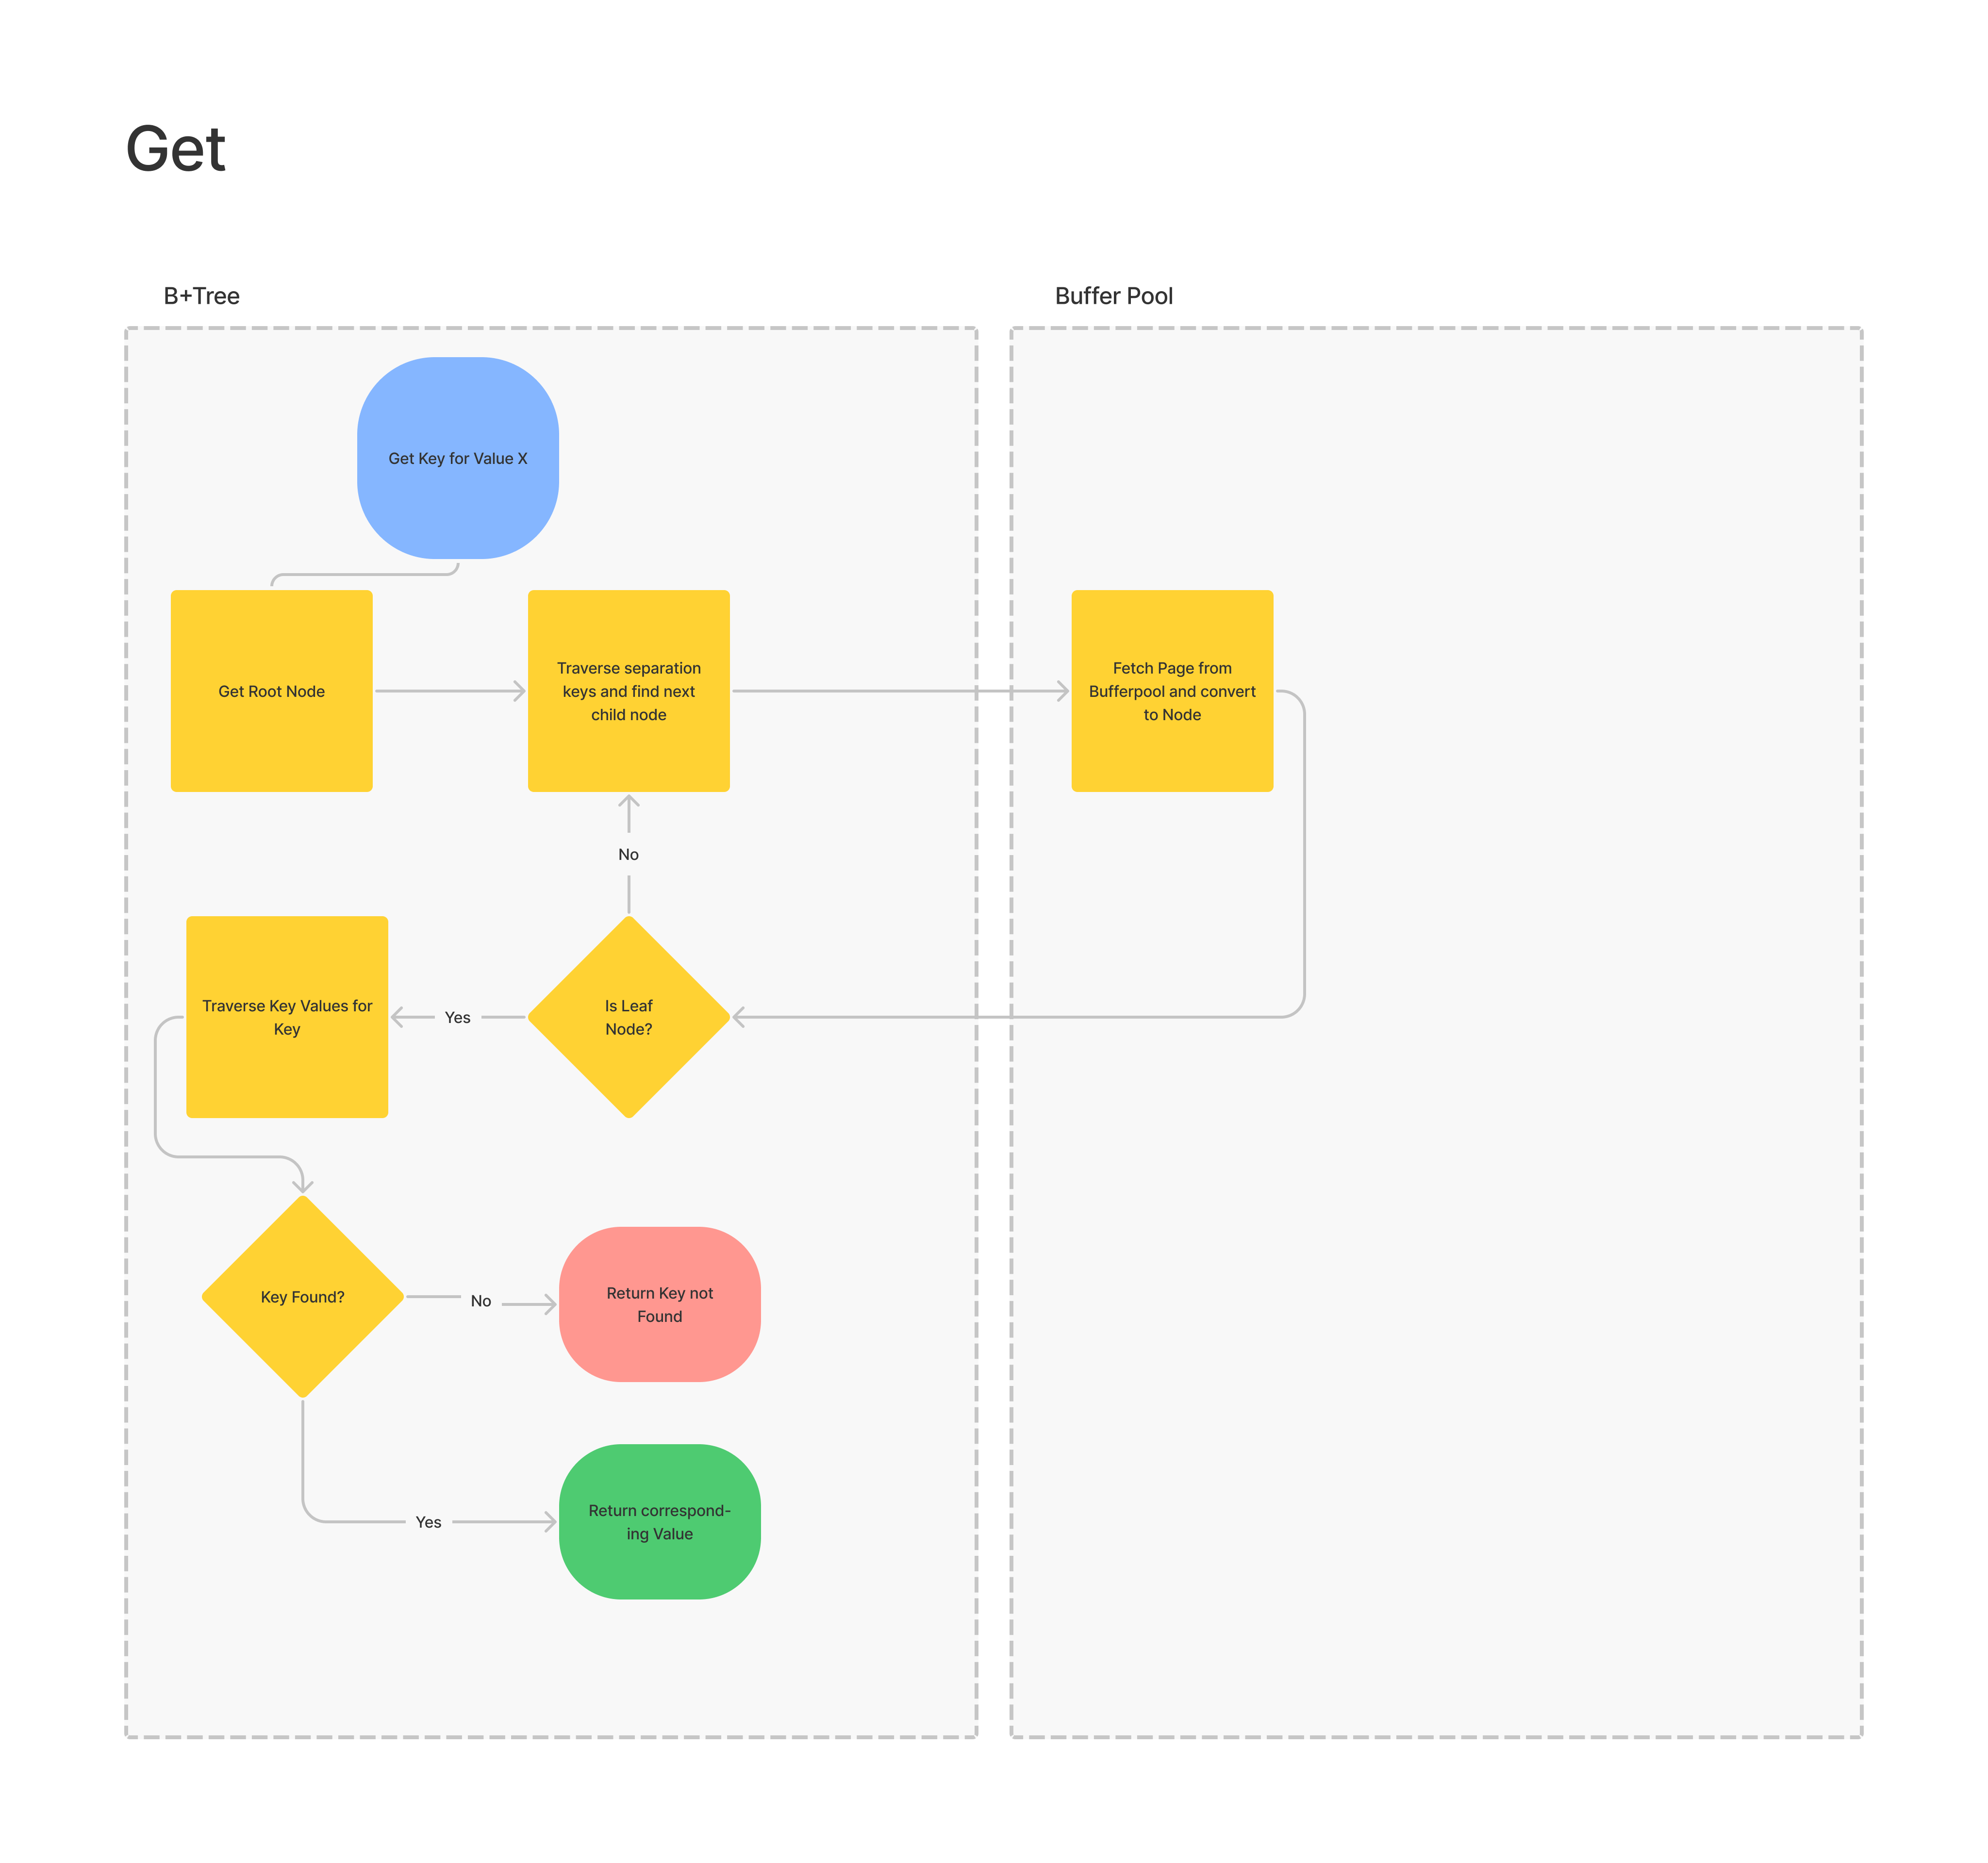 Get
B+Tree
Buffer Pool
Get Key for Value X
Get Root Node
Traverse separation
keys and find next
child node
Fetch Page from
Bufferpool and convert
to Node
No
Traverse Key Values for
Key
Yes
Is Leaf
Node?
Key Found?
No
Return Key not
Found
Yes
Return correspond-
ing Value